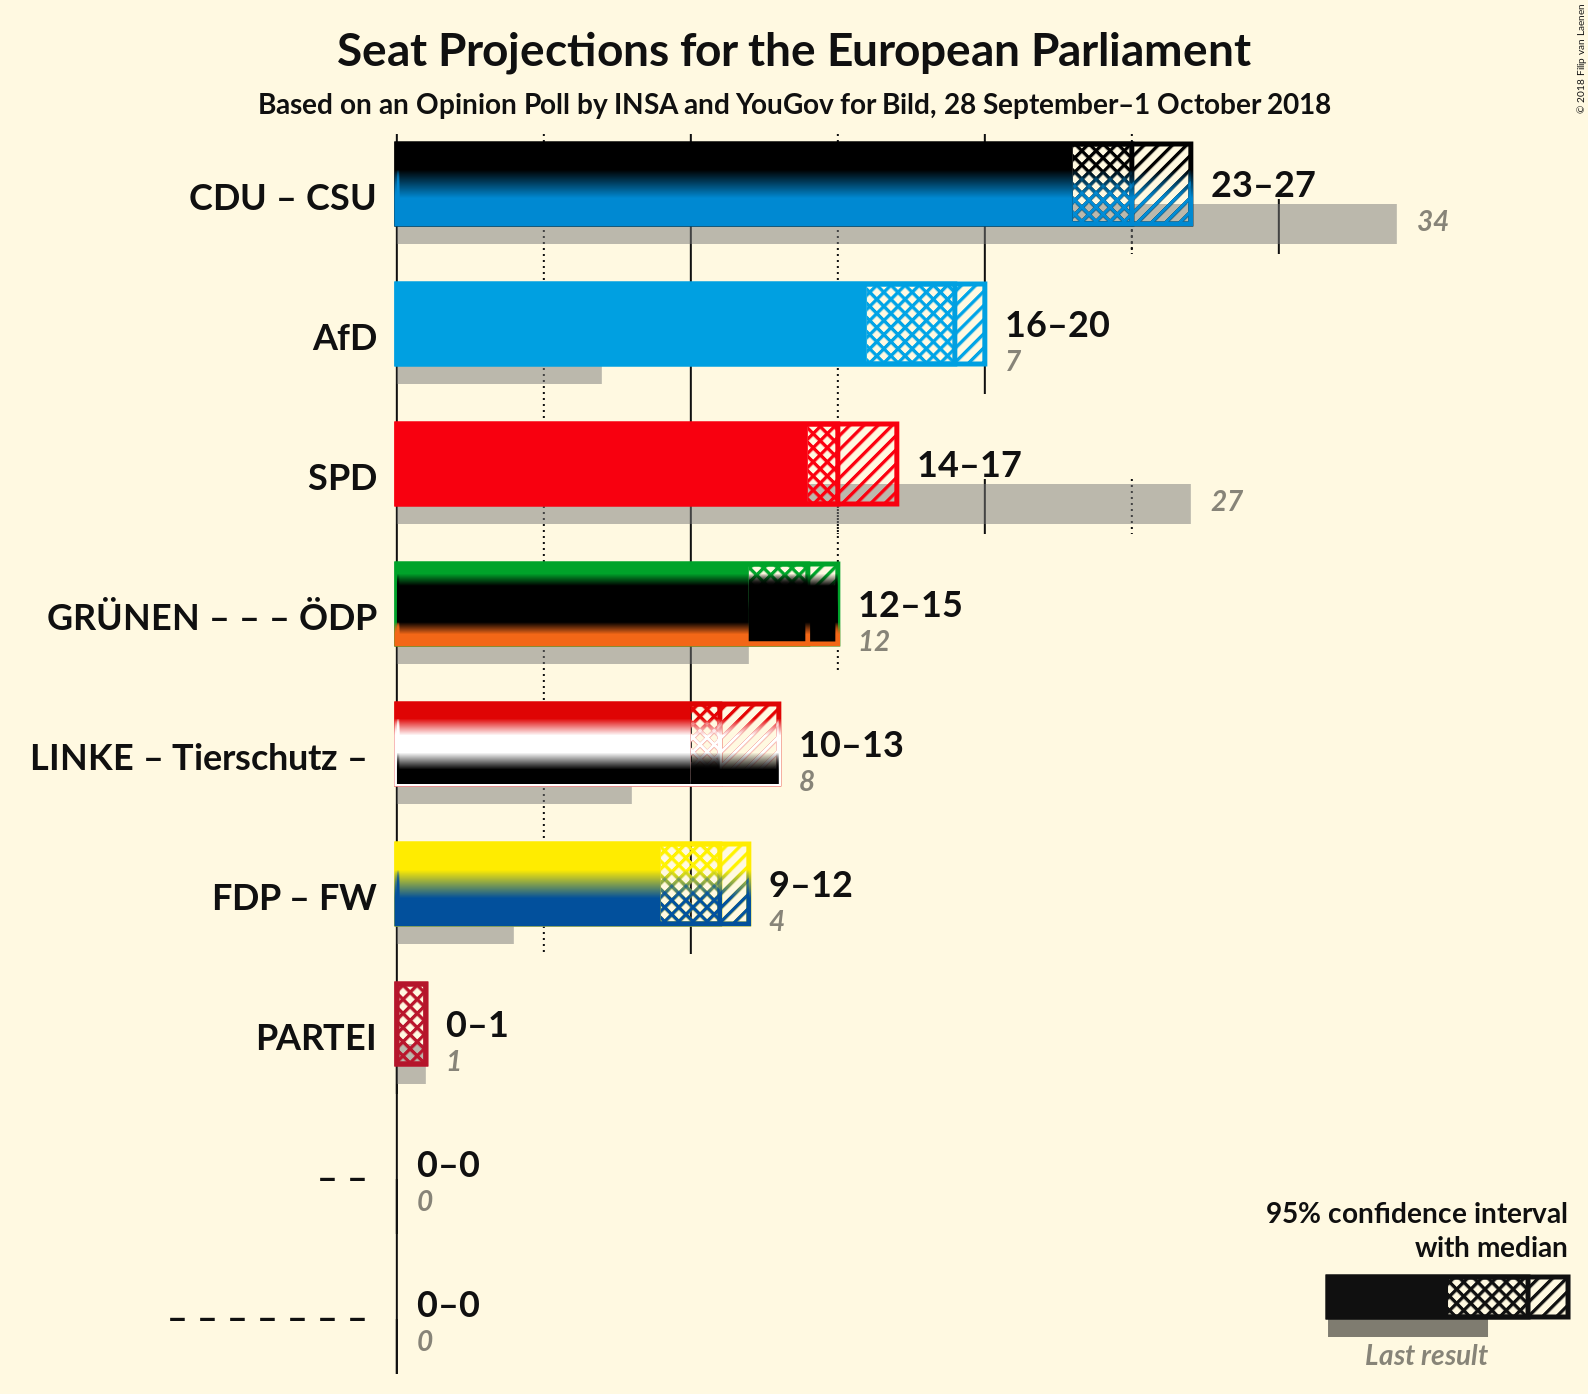 Seat Projections for the European Parliament
Based on an Opinion Poll by INSA and YouGov for Bild, 28 September–1 October 2018
© 2018 Filip van Laenen
CDU – CSU
23–27
34
AfD
16–20
7
SPD
14–17
27
GRÜNEN – – – ÖDP
12–15
12
LINKE – Tierschutz –
10–13
8
FDP – FW
9–12
4
PARTEI
0–1
1
– –
0–0
0
– – – – – – –
0–0
0
95% confidence interval
with median
Last result